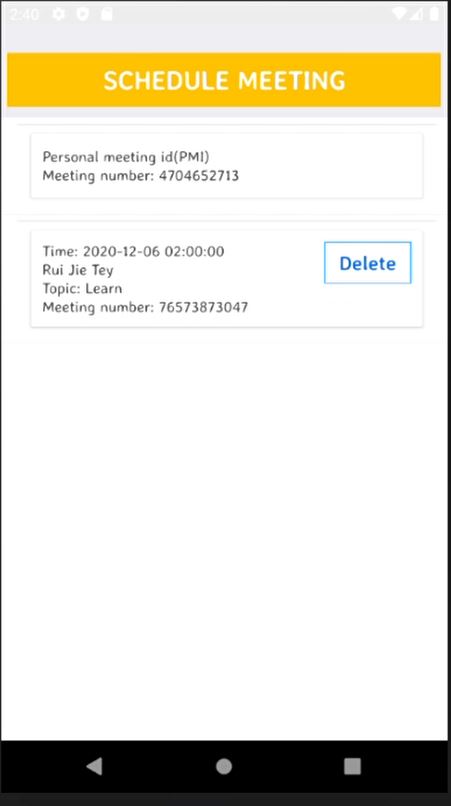 2:40
SCHEDULE MEETING
Personal meeting id(PMI)
Meeting number: 4704652713
Time: 2020-12-06 02:00:00
Rui Jie Tey
Topic: Learn
Meeting number: 76573873047
Delete